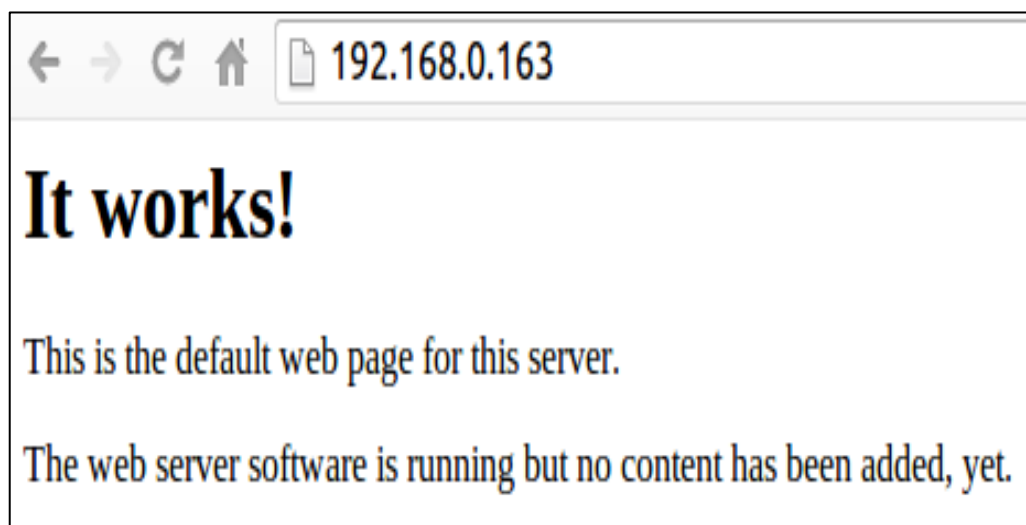 192.168.0.163
It works!
This is the default web page for this server.
The web server software is running but no content has been added, yet.